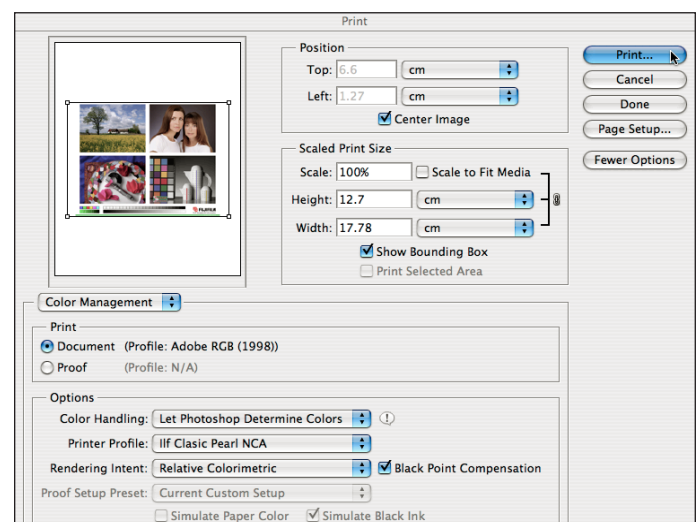 Print
Position
Top: 6.6 cm
Left: 1.27 cm
Center Image
Scaled Print Size
Scale: 100% Scale to Fit Media
Height: 12.7 cm
Width: 17.78 cm
Show Bounding Box
Print Selected Area
Print...
Cancel
Done
Page Setup...
Fewer Options
FUJIFILM
Color Management
Print
Document (Profile: Adobe RGB (1998))
Proof (Profile: N/A)
Options
Color Handling: Let Photoshop Determine Colors
Printer Profile: Ilf Clasic Pearl NCA
Rendering Intent: Relative Colorimetric Black Point Compensation
Proof Setup Preset: Current Custom Setup
Simulate Paper Color Simulate Black Ink